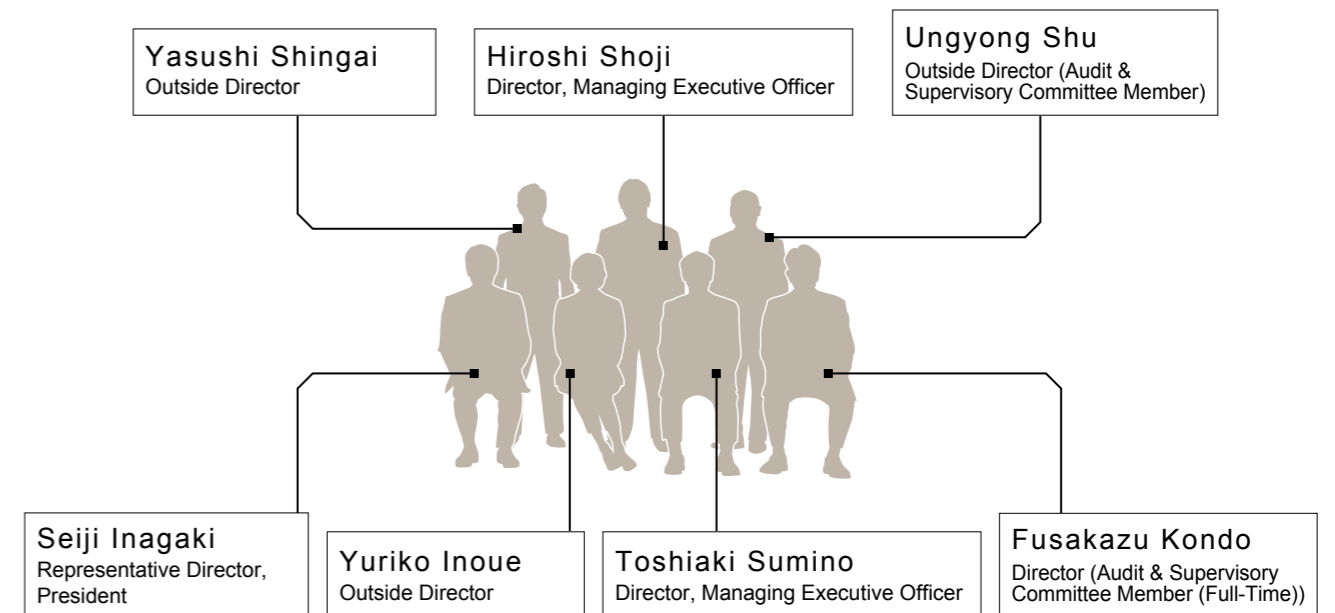 Yasushi Shingai
Outside Director
Hiroshi Shoji
Director, Managing Executive Officer
Ungyong Shu
Outside Director (Audit &
Supervisory Committee Member)
Seiji Inagaki
Representative Director,
President
Yuriko Inoue
Outside Director
Toshiaki Sumino
Director, Managing Executive Officer
Fusakazu Kondo
Director (Audit & Supervisory
Committee Member (Full-Time))